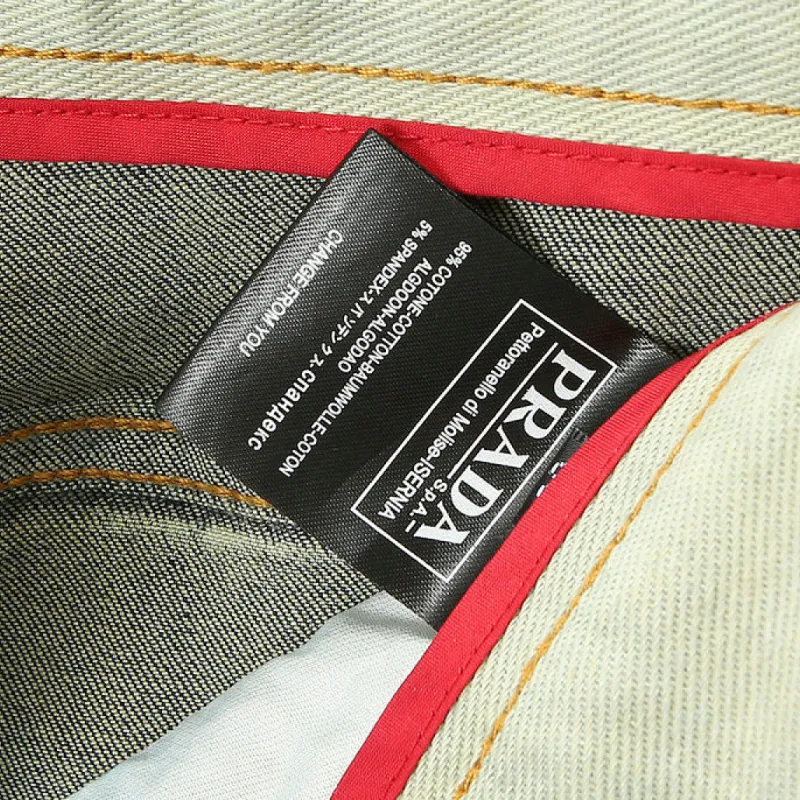 PRADA
S.p.A.
Pettoranello di Molise-ISERNIA
95% COTONE-COTTON-BAUMWOLLE-COTON
ALGDOON-ALGODAO
5% SPANDEX-スパンデックス-спандекс
CHANGE FROM YOU